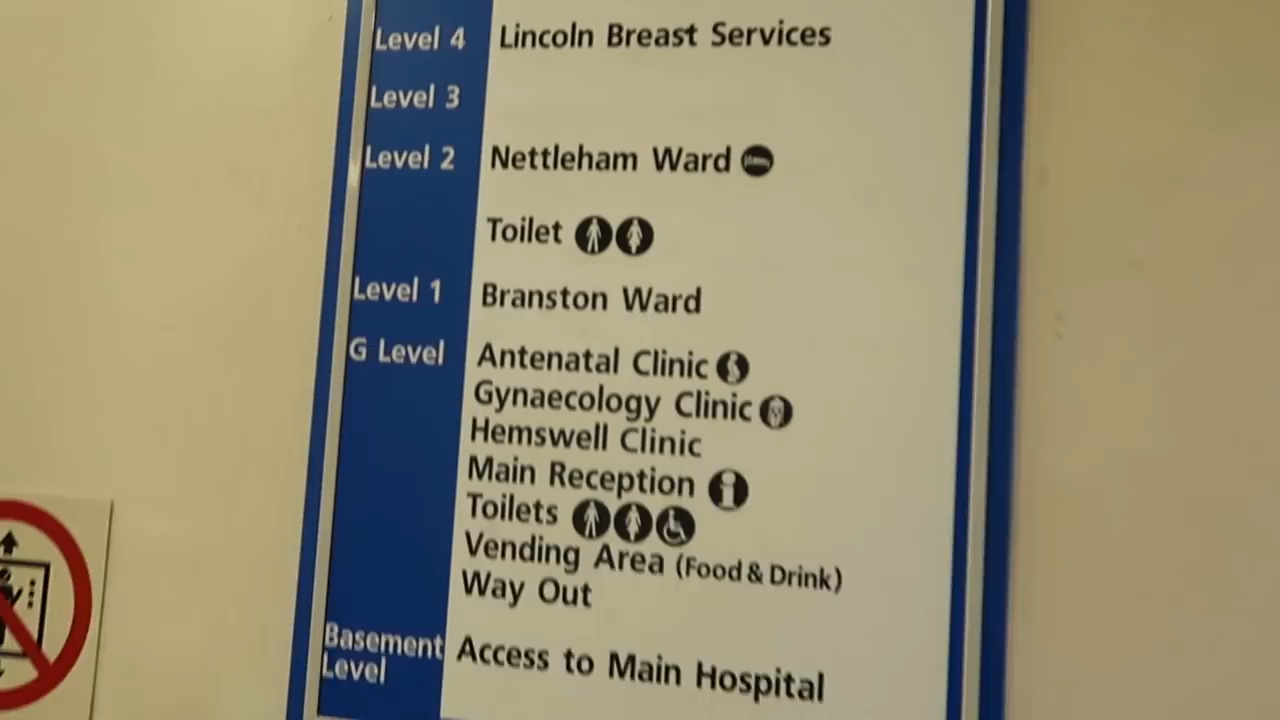 Level 4 Lincoln Breast Services
Level 3
Level 2 Nettleham Ward
Toilet
Level 1 Branston Ward
G Level Antenatal Clinic
Gynaecology Clinic
Hemswell Clinic
Main Reception
Toilets
Vending Area (Food & Drink)
Way Out
Basement Level Access to Main Hospital